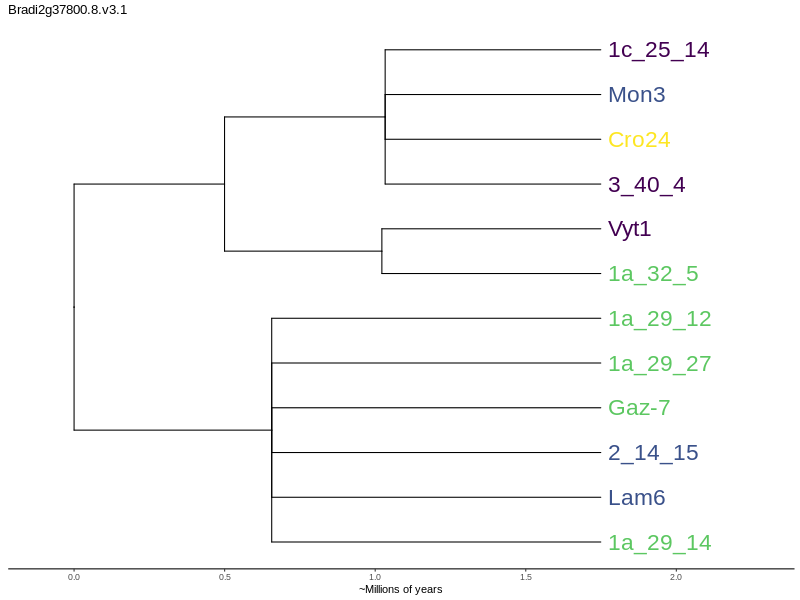 Bradi2g37800.8.v3.1
1c_25_14
Mon3
Cro24
3_40_4
Vyt1
1a_32_5
1a_29_12
1a_29_27
Gaz-7
2_14_15
Lam6
1a_29_14
0.0 0.5 1.0 1.5 2.0
~Millions of years